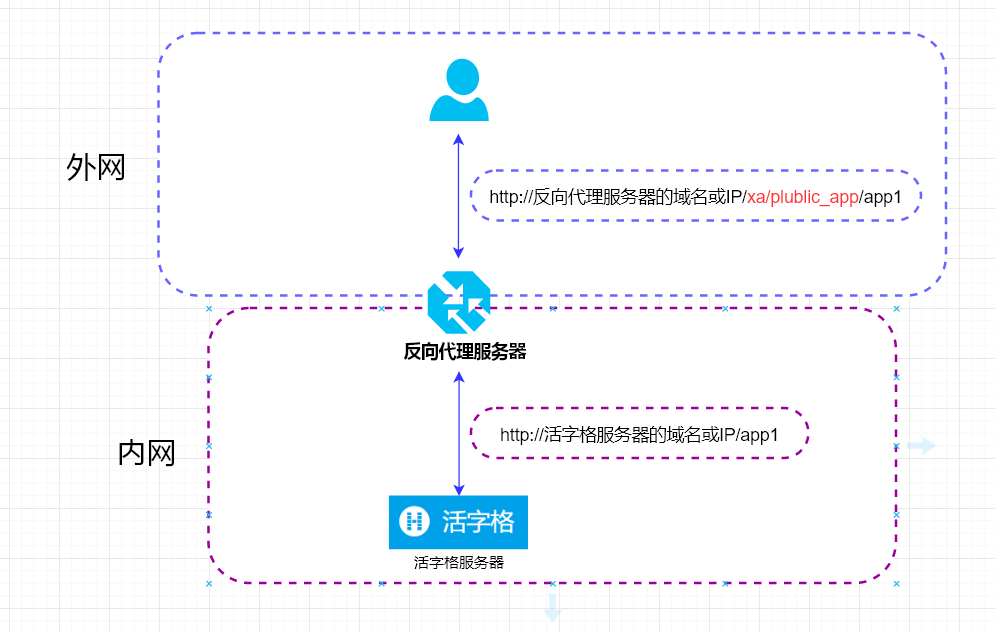 外网
http://反向代理服务器的域名或IP/xa/plublic_app/app1
反向代理服务器
内网
http://活字格服务器的域名或IP/app1
活字格
活字格服务器